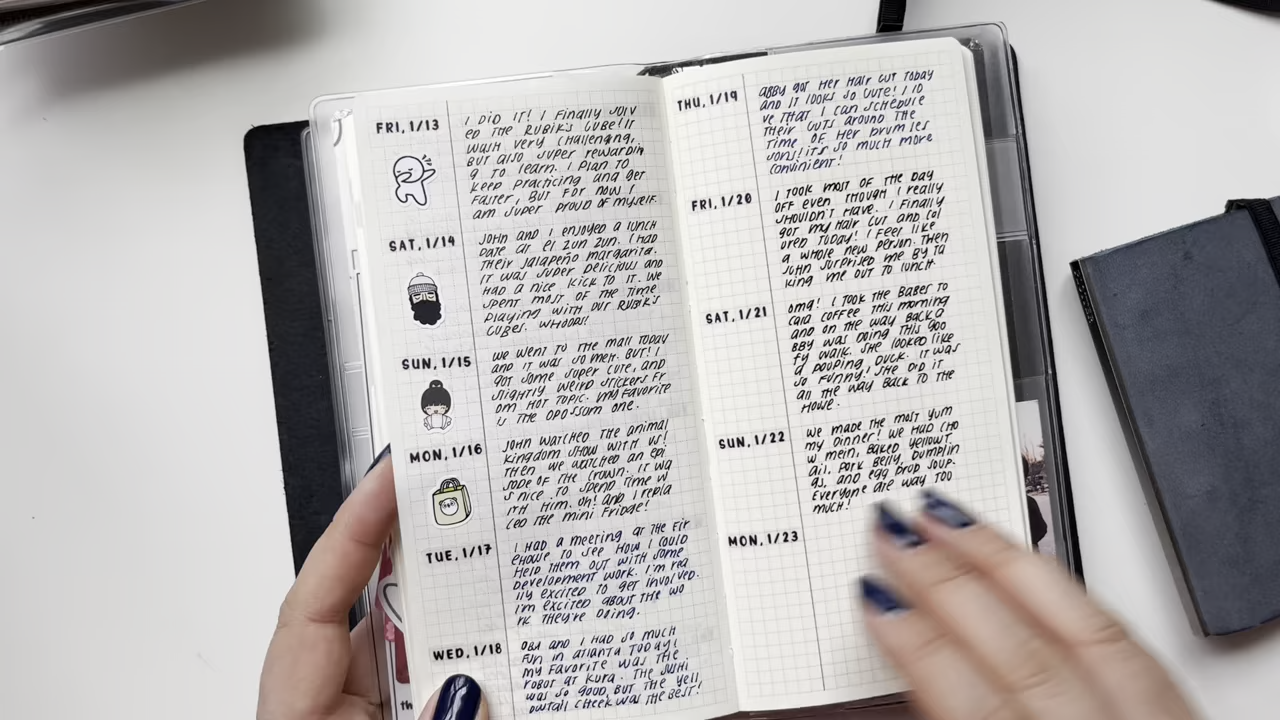 FRI, 1/13
I DID IT! I FINALLY SOLV
ED THE RUBIK'S CUBE! IT
WASH VERY CHALLENGING,
BUT ALSO SUPER REWARDIN
G TO LEARN. I PLAN TO
KEEP PRACTICING AND GET
FASTER, BUT FOR NOW I
AM SUPER PROUD OF MYSELF.
SAT, 1/14
JOHN AND I ENJOYED A LUNCH
DATE AT EL ZUN ZUN. I HAD
THEIR JALAPEÑO MARGARITA.
IT WAS SUPER DELICIOUS AND
HAD A NICE KICK TO IT. WE
SPENT MOST OF THE TIME
PLAYING WITH OUR RUBIK'S
CUBES. WHOOPS!
SUN, 1/15
WE WENT TO THE MALL TODAY
AND IT WAS SO MEH. BUT! I
GOT SOME SUPER CUTE, AND
SLIGHTLY WEIRD STICKERS FR
OM HOT TOPIC. MY FAVORITE
IS THE OPOSSUM ONE.
MON, 1/16
JOHN WATCHED THE ANIMAL
KINGDOM SHOW WITH US!
THEN WE WATCHED AN EPI
SODE OF THE CROWN. IT WA
S NICE TO SPEND TIME W
ITH HIM. OH! AND I REPLA
CED THE MINI FRIDGE!
TUE, 1/17
I HAD A MEETING AT THE FIR
EHOUSE TO SEE HOW I COULD
HELP THEM OUT WITH SOME
DEVELOPMENT WORK. I'M REA
LLY EXCITED TO GET INVOLVED.
I'M EXCITED ABOUT THE WO
RK THEY'RE DOING.
WED, 1/18
AND I HAD SO MUCH
FUN IN ATLANTA TODAY!
MY FAVORITE WAS THE
ROBOT AT KURA. THE SUSHI
WAS SO GOOD, BUT THE YELL
OWTAIL CHEEK WAS THE BEST!
th
THU, 1/19
ABBY GOT HER HAIR CUT TODAY
AND IT LOOKS SO CUTE! I LO
VE THAT I CAN SCHEDULE
THEIR CUTS AROUND THE
TIME OF HER DRUM LES
SONS! IT'S SO MUCH MORE
CONVINIENT!
FRI, 1/20
I TOOK MOST OF THE DAY
OFF EVEN THOUGH I REALLY
SHOULDN'T HAVE. I FINALLY
GOT MY HAIR CUT AND COL
ORED TODAY! I FEEL LIKE
A WHOLE NEW PERSON. THEN
JOHN SURPRISED ME BY TA
KING ME OUT TO LUNCH.
SAT, 1/21
OMG! I TOOK THE BABES TO
CALA COFFEE THIS MORNING
AND ON THE WAY BACK A
BBY WAS DOING THIS GOO
FY WALK. SHE LOOKED LIKE
A POOPING DUCK. IT WAS
SO FUNNY! SHE DID IT
ALL THE WAY BACK TO THE
HOUSE.
SUN, 1/22
WE MADE THE MOST YUM
MY DINNER! WE HAD CHO
W MEIN, BAKED YELLOWT
AIL, PORK BELLY, DUMPLIN
GS, AND EGG DROP SOUP.
EVERYONE ATE WAY TOO
MUCH!
MON, 1/23